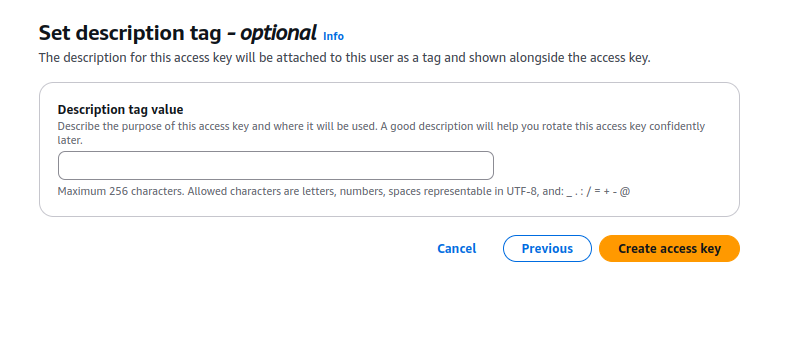 Set description tag - optional Info
The description for this access key will be attached to this user as a tag and shown alongside the access key.
Description tag value
Describe the purpose of this access key and where it will be used. A good description will help you rotate this access key confidently
later.
Maximum 256 characters. Allowed characters are letters, numbers, spaces representable in UTF-8, and: _ . : / = + - @
Cancel Previous Create access key